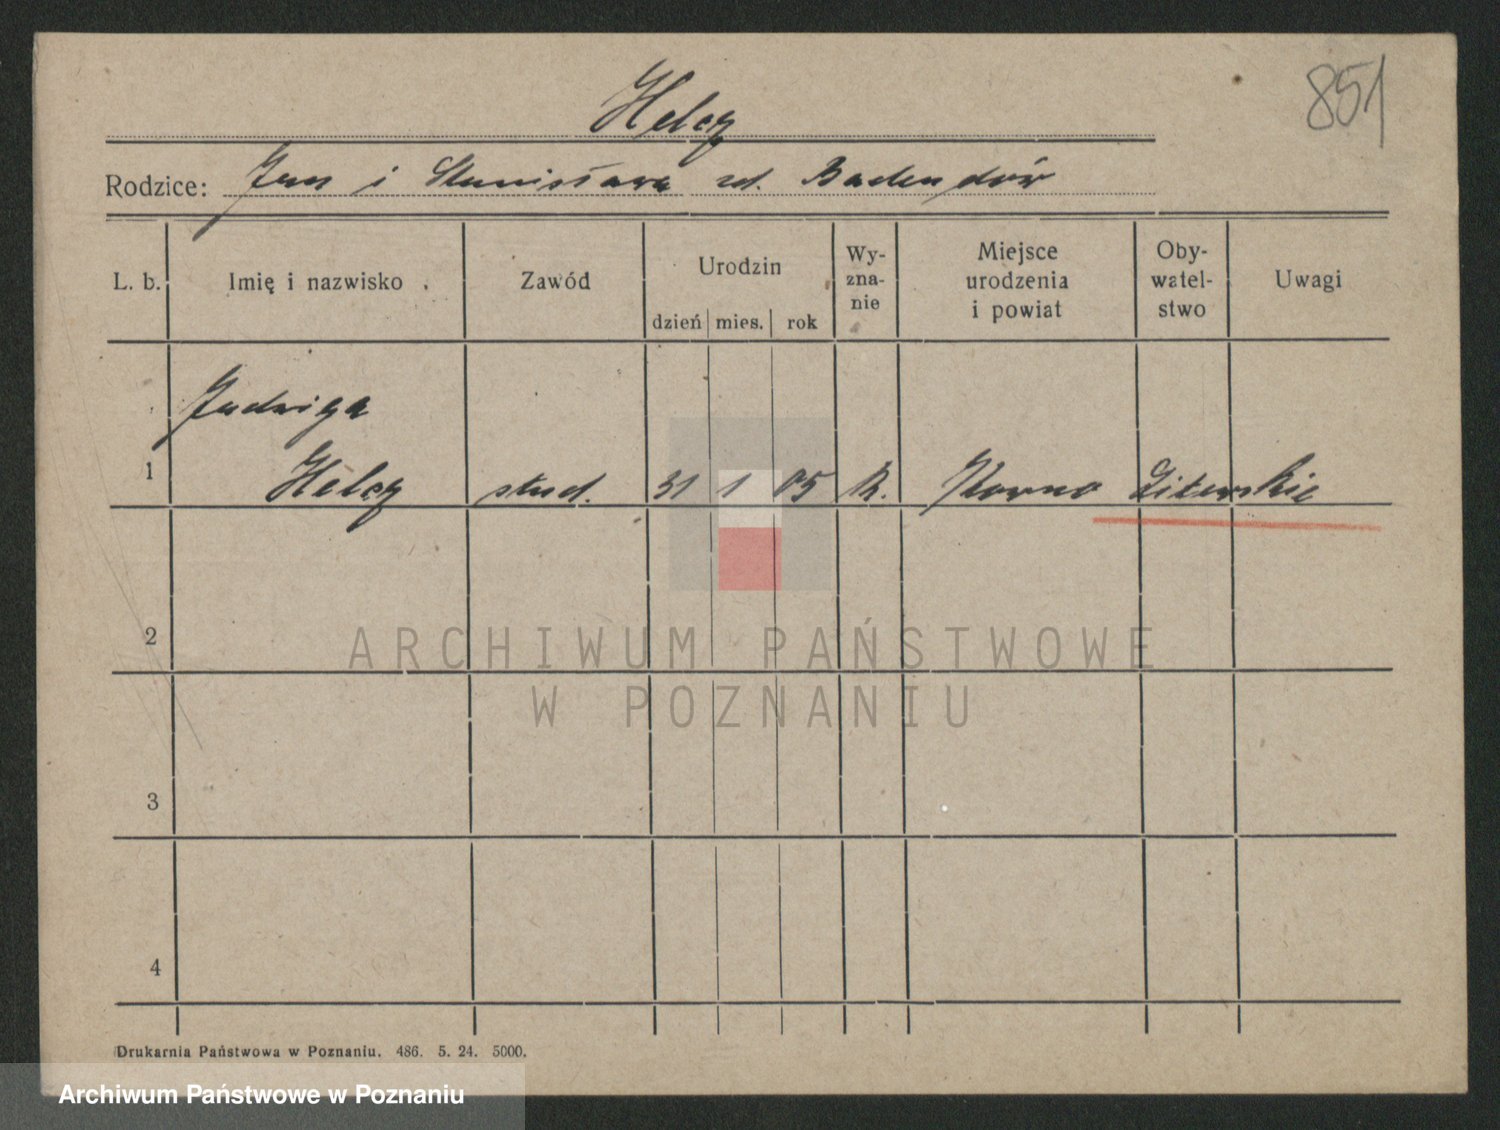 851
Helcz
Rodzice: Jan i Stanisława zd.
L. b. Imię i nazwisko Zawód Urodzin dzień mies. rok Wy-zna-nie Miejsce urodzenia i powiat Oby-watel-stwo Uwagi
Jadwiga
1 Helcz stud. 31 1 05 R. Kowno Litewskie
2
ARCHIWUM PAŃSTWOWE
W POZNANIU
3
4
Drukarnia Państwowa w Poznaniu. 486. 5. 24. 5000.
Archiwum Państwowe w Poznaniu